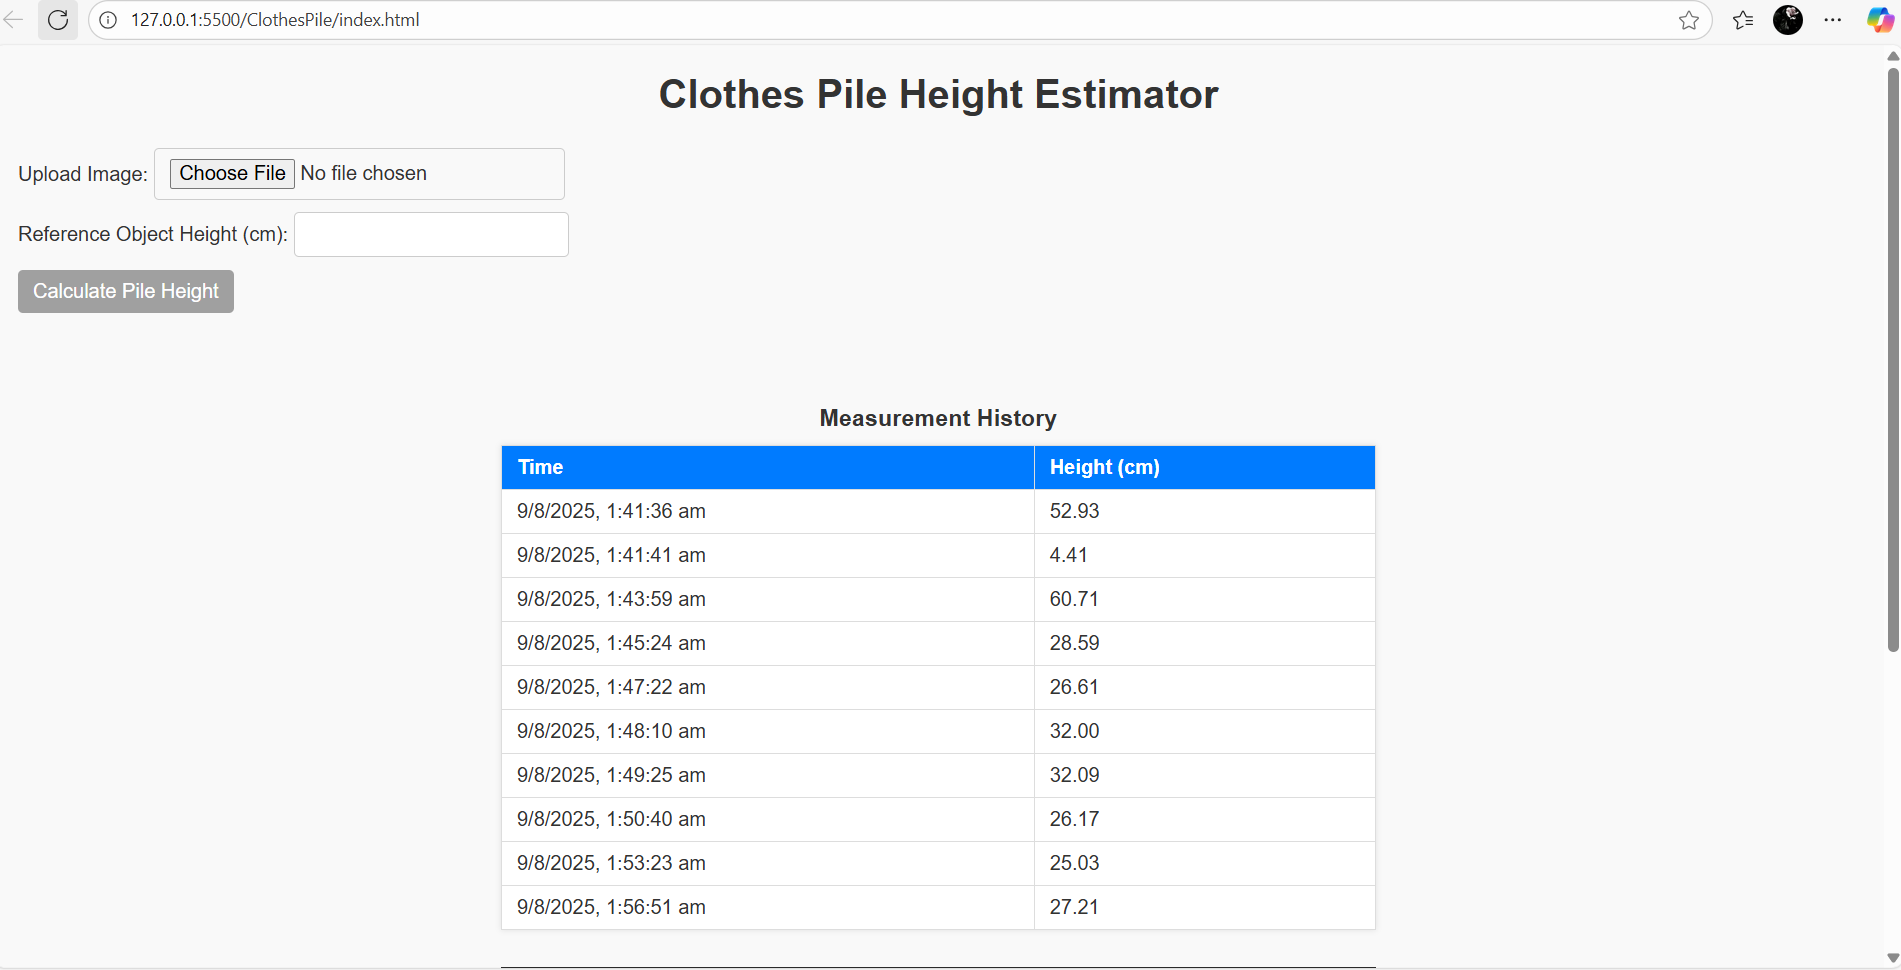 127.0.0.1:5500/ClothesPile/index.html
Clothes Pile Height Estimator
Upload Image: Choose File No file chosen
Reference Object Height (cm):
Calculate Pile Height
Measurement History
Time Height (cm)
9/8/2025, 1:41:36 am 52.93
9/8/2025, 1:41:41 am 4.41
9/8/2025, 1:43:59 am 60.71
9/8/2025, 1:45:24 am 28.59
9/8/2025, 1:47:22 am 26.61
9/8/2025, 1:48:10 am 32.00
9/8/2025, 1:49:25 am 32.09
9/8/2025, 1:50:40 am 26.17
9/8/2025, 1:53:23 am 25.03
9/8/2025, 1:56:51 am 27.21